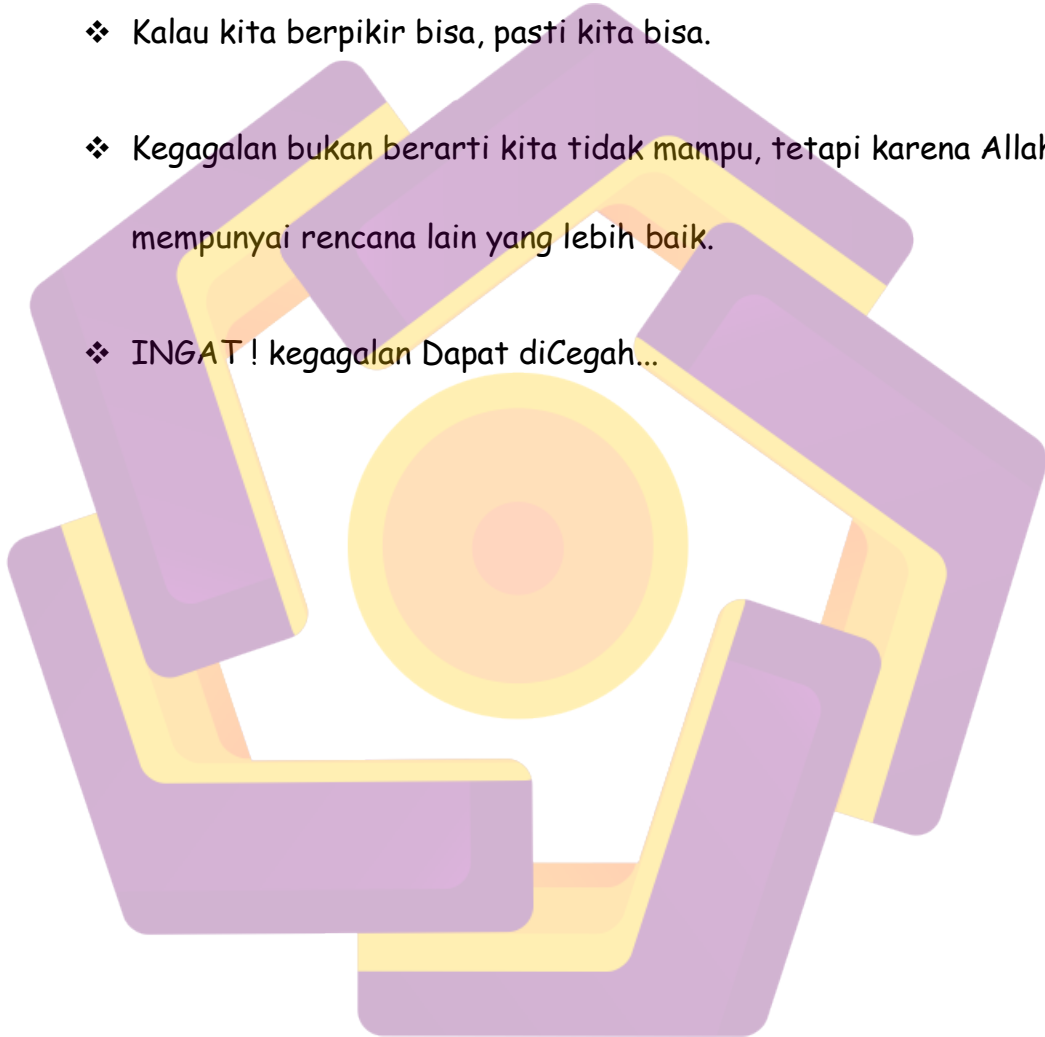 ❖ Kalau kita berpikir bisa, pasti kita bisa.
❖ Kegagalan bukan berarti kita tidak mampu, tetapi karena Allah
mempunyai rencana lain yang lebih baik.
❖ INGAT ! kegagalan Dapat diCegah...